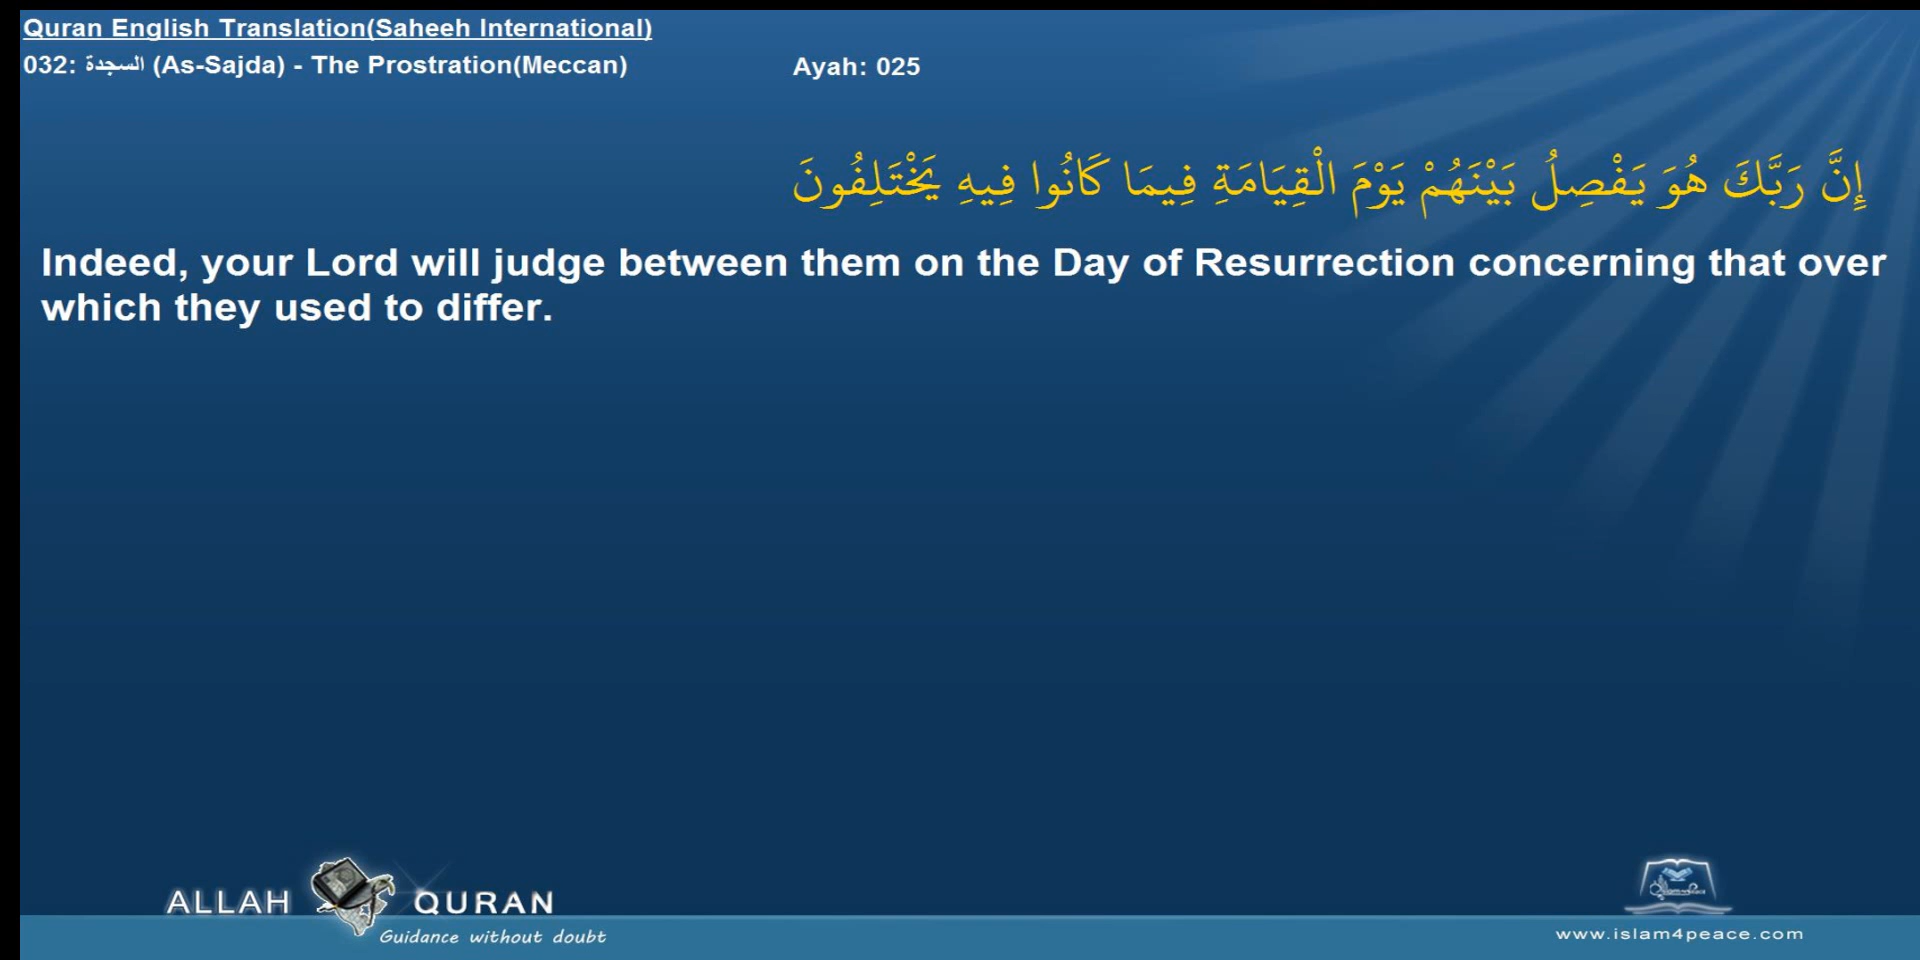 Quran English Translation(Saheeh International)
032: السجدة (As-Sajda) - The Prostration(Meccan)
Ayah: 025
إِنَّ رَبَّكَ هُوَ يَفْصِلُ بَيْنَهُمْ يَوْمَ الْقِيَامَةِ فِيمَا كَانُوا فِيهِ يَخْتَلِفُونَ
Indeed, your Lord will judge between them on the Day of Resurrection concerning that over
which they used to differ.
ALLAH QURAN
Guidance without doubt
www.islam4peace.com